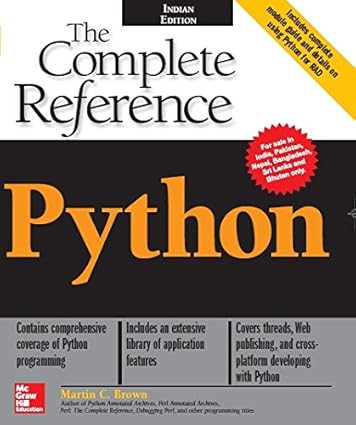 INDIAN
EDITION
The
Complete
Reference
Includes complete
module guide and details on
using Python for RAD
For sale in
India, Pakistan,
Nepal, Bangladesh,
Sri Lanka and
Bhutan only.
Python
Contains comprehensive
coverage of Python
programming
Includes an extensive
library of application
features
Covers threads, Web
publishing, and cross-
platform developing
with Python
Mc
Graw
Hill
Education
Martin C. Brown
Author of Python Annotated Archives, Perl Annotated Archives,
Perl: The Complete Reference, Debugging Perl, and other programming titles